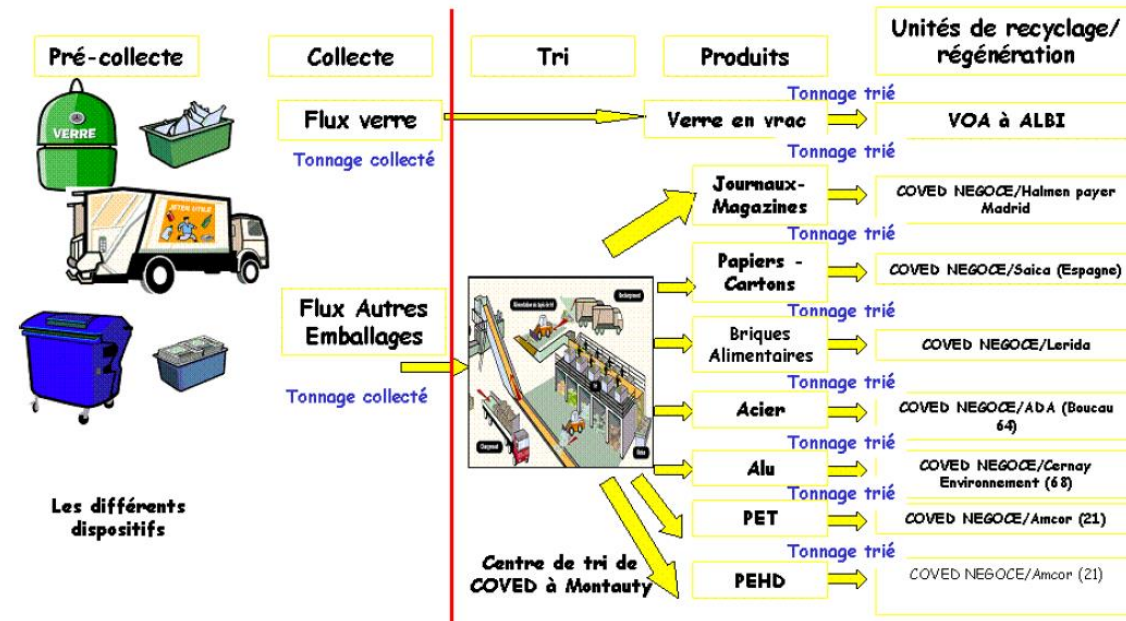 Pré-collecte
Collecte
Tri
Produits
Unités de recyclage/
régénération
VERRE
Flux verre
Tonnage collecté
Verre en vrac
Tonnage trié
VOA à ALBI
Tonnage trié
Journaux-
Magazines
COVED NEGOCE/Halmen payer
Madrid
Tonnage trié
Papiers -
Cartons
COVED NEGOCE/Saica (Espagne)
Flux Autres
Emballages
Tonnage collecté
Tonnage trié
Briques
Alimentaires
COVED NEGOCE/Lerida
Tonnage trié
Acier
COVED NEGOCE/ADA (Boucau
64)
Tonnage trié
Alu
COVED NEGOCE/Cernay
Environnement (68)
Tonnage trié
PET
COVED NEGOCE/Amcor (21)
Tonnage trié
PEHD
COVED NEGOCE/Amcor (21)
Les différents
dispositifs
Centre de tri de
COVED à Montauty